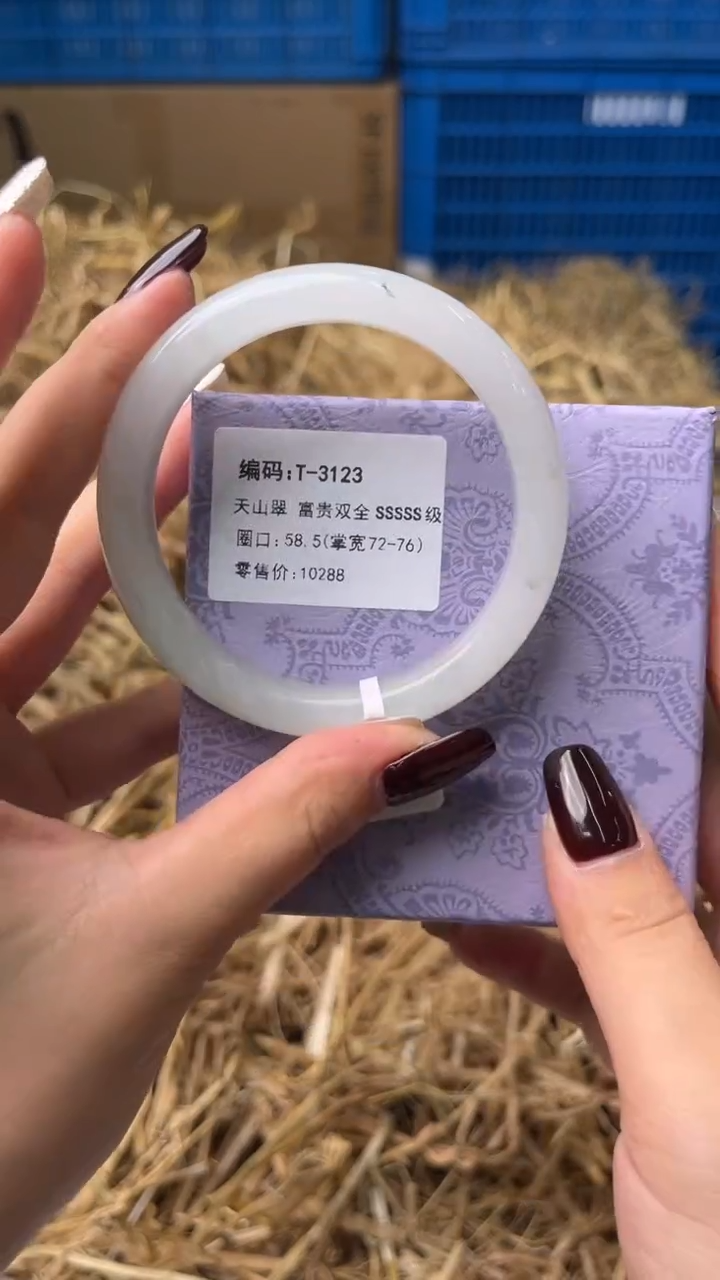 编码:T-3123
天山翠 富贵双全 SSSSS级
圈口:58.5(掌宽72-76)
零售价:10288